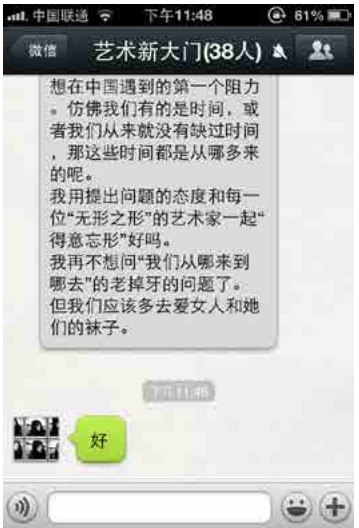 中国联通 下午11:48 61%
微信 艺术新大门(38人)
想在中国遇到的第一个阻力
。仿佛我们有的是时间，或
者我们从来就没有缺过时间
，那这些时间都是从哪多来
的呢。
我用提出问题的态度和每一
位“无形之形”的艺术家一起“
得意忘形”好吗。
我再不想问“我们从哪来到
哪去”的老掉牙的问题了。
但我们应该多去爱女人和她
们的袜子。
下午11:46
好